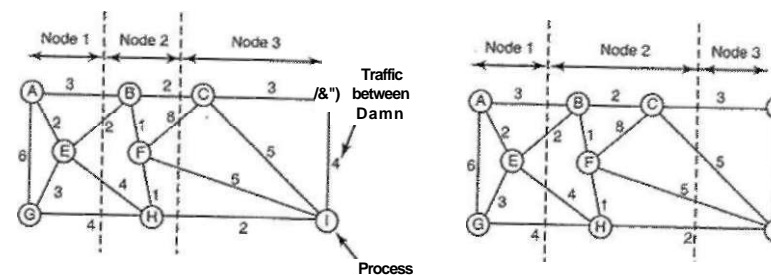 Node 1 Node 2 Node 3
A 3 B 2 C 3 /&")
Traffic
between
Damn
2 2 1 8
6 E F 5 4
3 4 1 5
G 4 H 2 I
Process
Node 1 Node 2 Node 3
A 3 B 2 C 3
2 2 1 8
6 E F 5
3 4 1 5
G 4 H 2